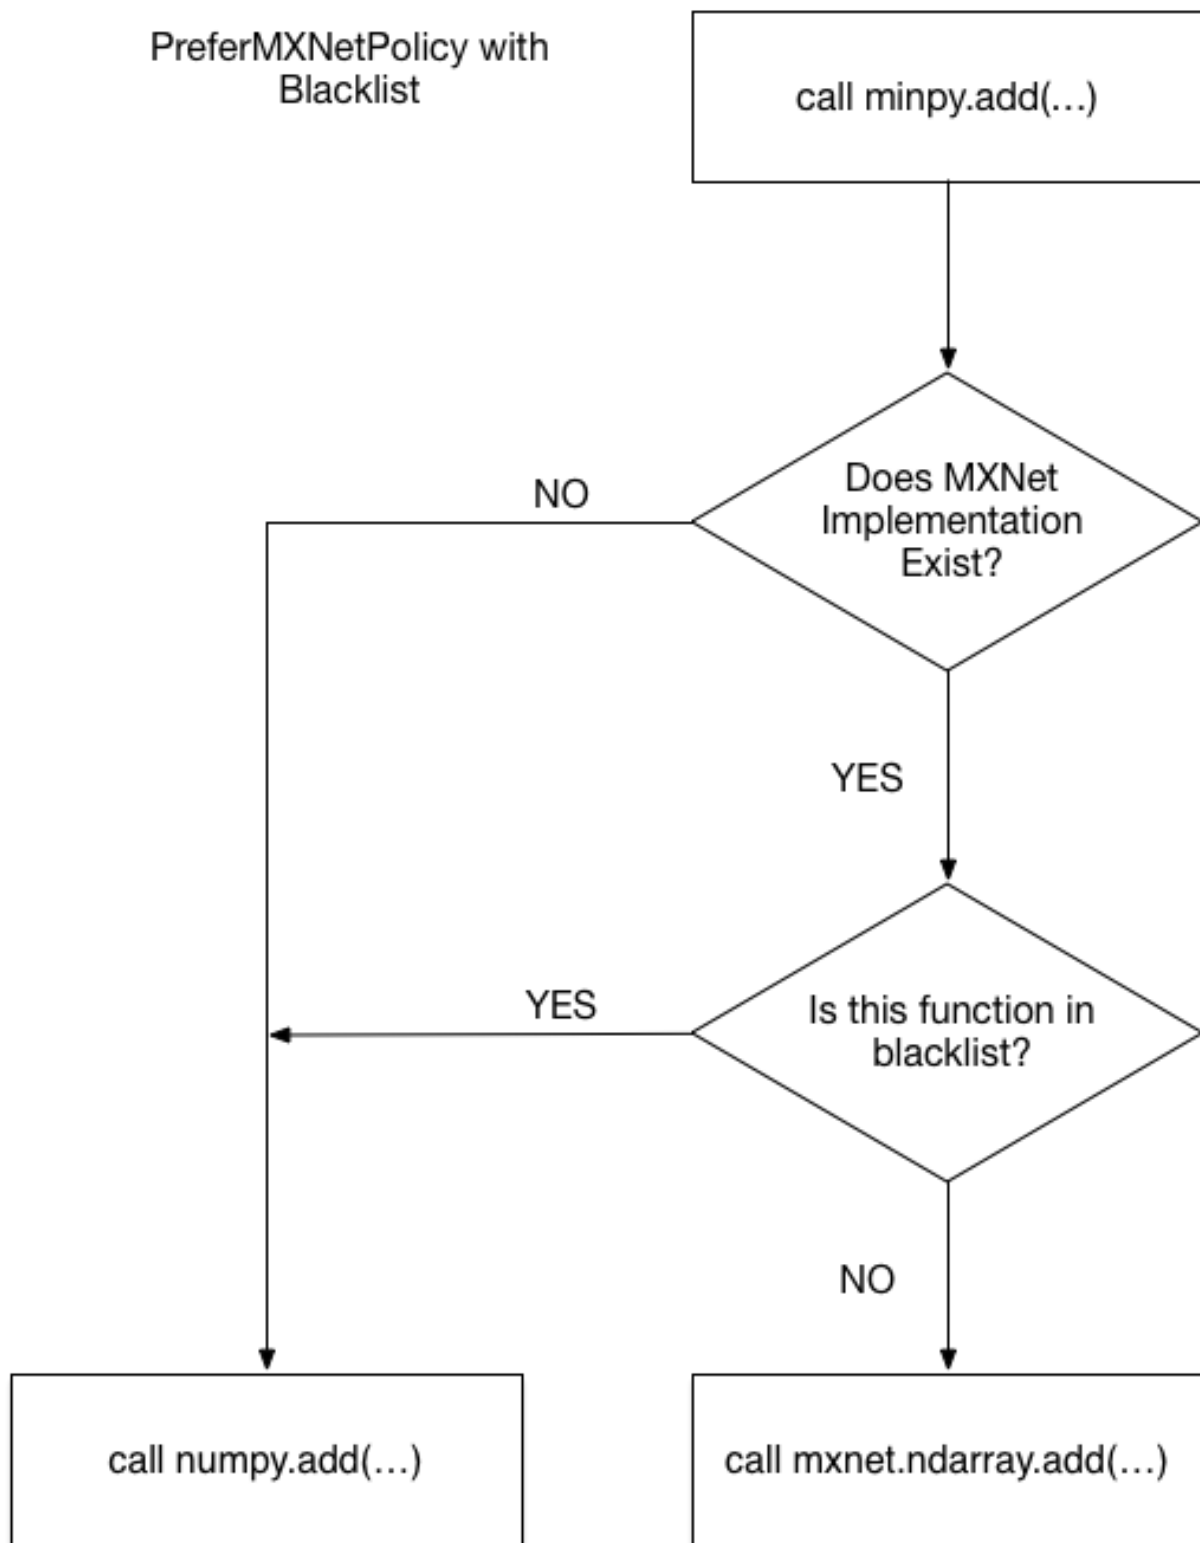 PreferMXNetPolicy with
Blacklist
call minpy.add(…)
Does MXNet
Implementation
Exist?
NO
YES
Is this function in
blacklist?
YES
NO
call numpy.add(…)
call mxnet.ndarray.add(…)